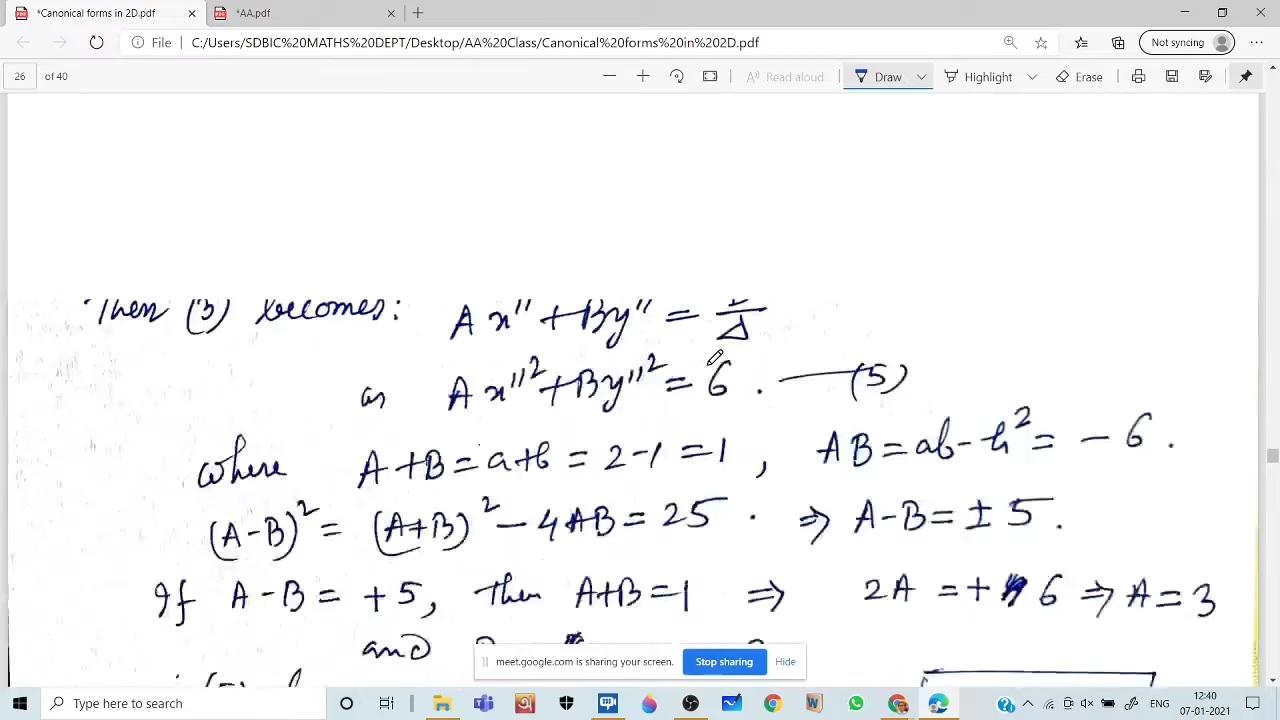 *Canonical forms in 2D.pdf
*AA.pdf
File C:/Users/SDBIC%20MATHS%20DEPT/Desktop/AA%20Class/Canonical%20forms%20in%202D.pdf
Not syncing
26 of 40
Read aloud
Draw
Highlight
Erase
Then (3) becomes: Ax'' + By'' = /Δ
as Ax''² + By''² = 6. —(5)
where A+B = a+b = 2-1 = 1, AB = ab-h² = -6.
(A-B)² = (A+B)² - 4AB = 25. ⇒ A-B = ±5.
If A-B = +5, then A+B = 1 ⇒ 2A = + 6 ⇒ A = 3
and
meet.google.com is sharing your screen.
Stop sharing
Hide
Type here to search
ENG
12:40
07-01-2021